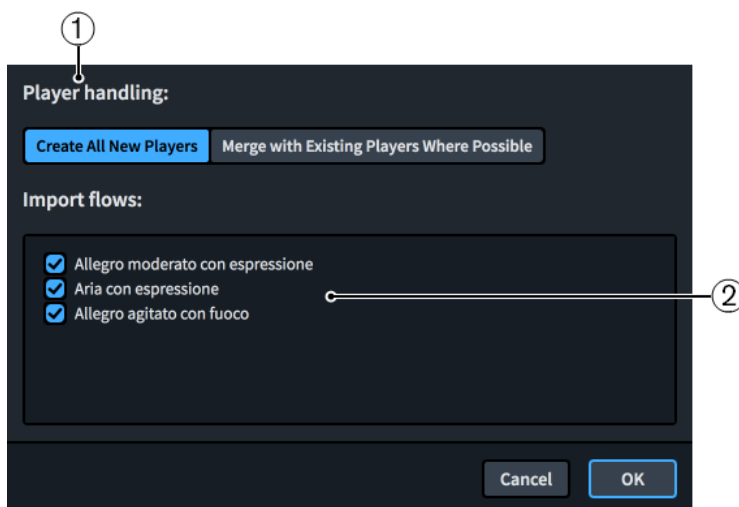 1
Player handling:
Create All New Players Merge with Existing Players Where Possible
Import flows:
Allegro moderato con espressione
Aria con espressione
2
Allegro agitato con fuoco
Cancel OK